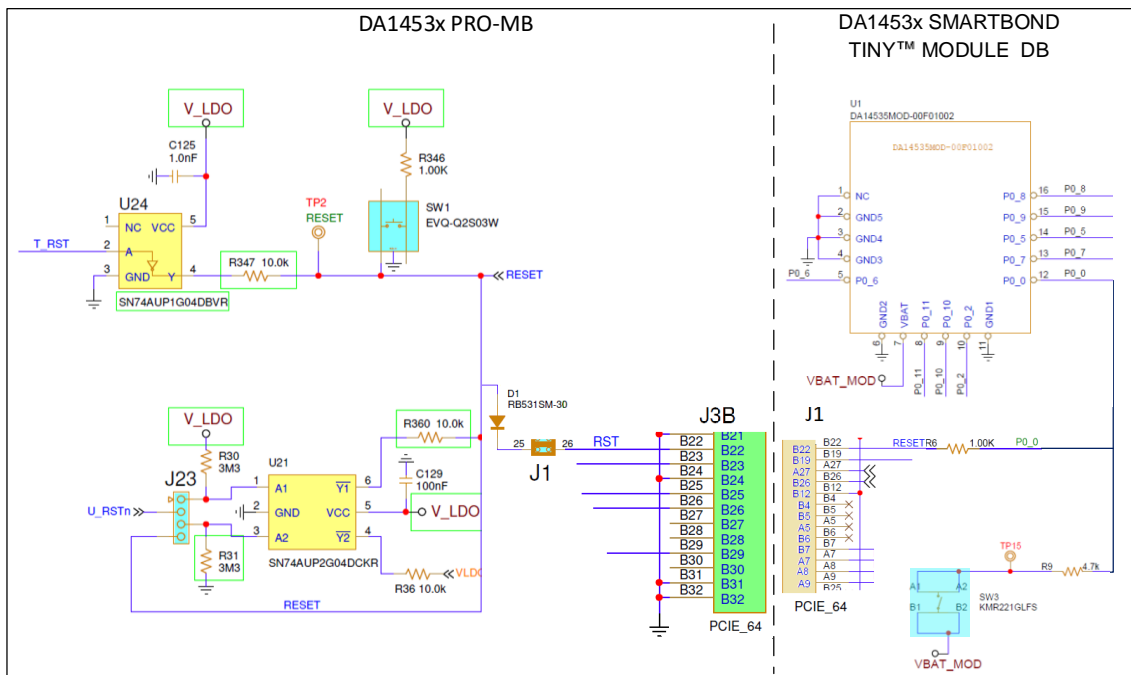 DA1453x PRO-MB
DA1453x SMARTBOND
TINY™ MODULE DB
V_LDO
C125
1.0nF
U24
1
NC
VCC
5
T_RST
2
A
3
GND
Y
4
SN74AUP1G04DBVR
R347 10.0k
TP2
RESET
V_LDO
R346
1.00K
SW1
EVQ-Q2S03W
RESET
D1
RB531SM-30
25
26
J1
RST
V_LDO
R30
3M3
J23
U_RSTn
R31
3M3
U21
1
A1
Y1
6
2
GND
VCC
5
3
A2
Y2
4
SN74AUP2G04DCKR
R360 10.0k
C129
100nF
V_LDO
R36 10.0k
VLDO
RESET
J3B
B21
B22
B22
B23
B23
B24
B24
B25
B25
B26
B26
B27
B27
B28
B28
B29
B29
B30
B30
B31
B31
B32
B32
PCIE_64
U1
DA14535MOD-00F01002
DA14535MOD-00F01002
1
NC
2
GND5
3
GND4
4
GND3
P0_6
5
P0_6
P0_8
16
P0_8
P0_9
15
P0_9
P0_5
14
P0_5
P0_7
13
P0_7
P0_0
12
P0_0
GND2
VBAT
P0_11
P0_10
P0_2
GND1
6
7
8
9
10
11
P0_11
P0_10
P0_2
VBAT_MOD
J1
B22
B22
B19
B19
A27
A27
B26
B26
B12
B12
B4
B4
B5
B5
A5
A5
B6
B6
B7
B7
A7
A7
A8
A8
A9
A9
B25
PCIE_64
RESET
R6
1.00K
P0_0
TP15
R9
4.7k
A1
A2
B1
B2
SW3
KMR221GLFS
VBAT_MOD